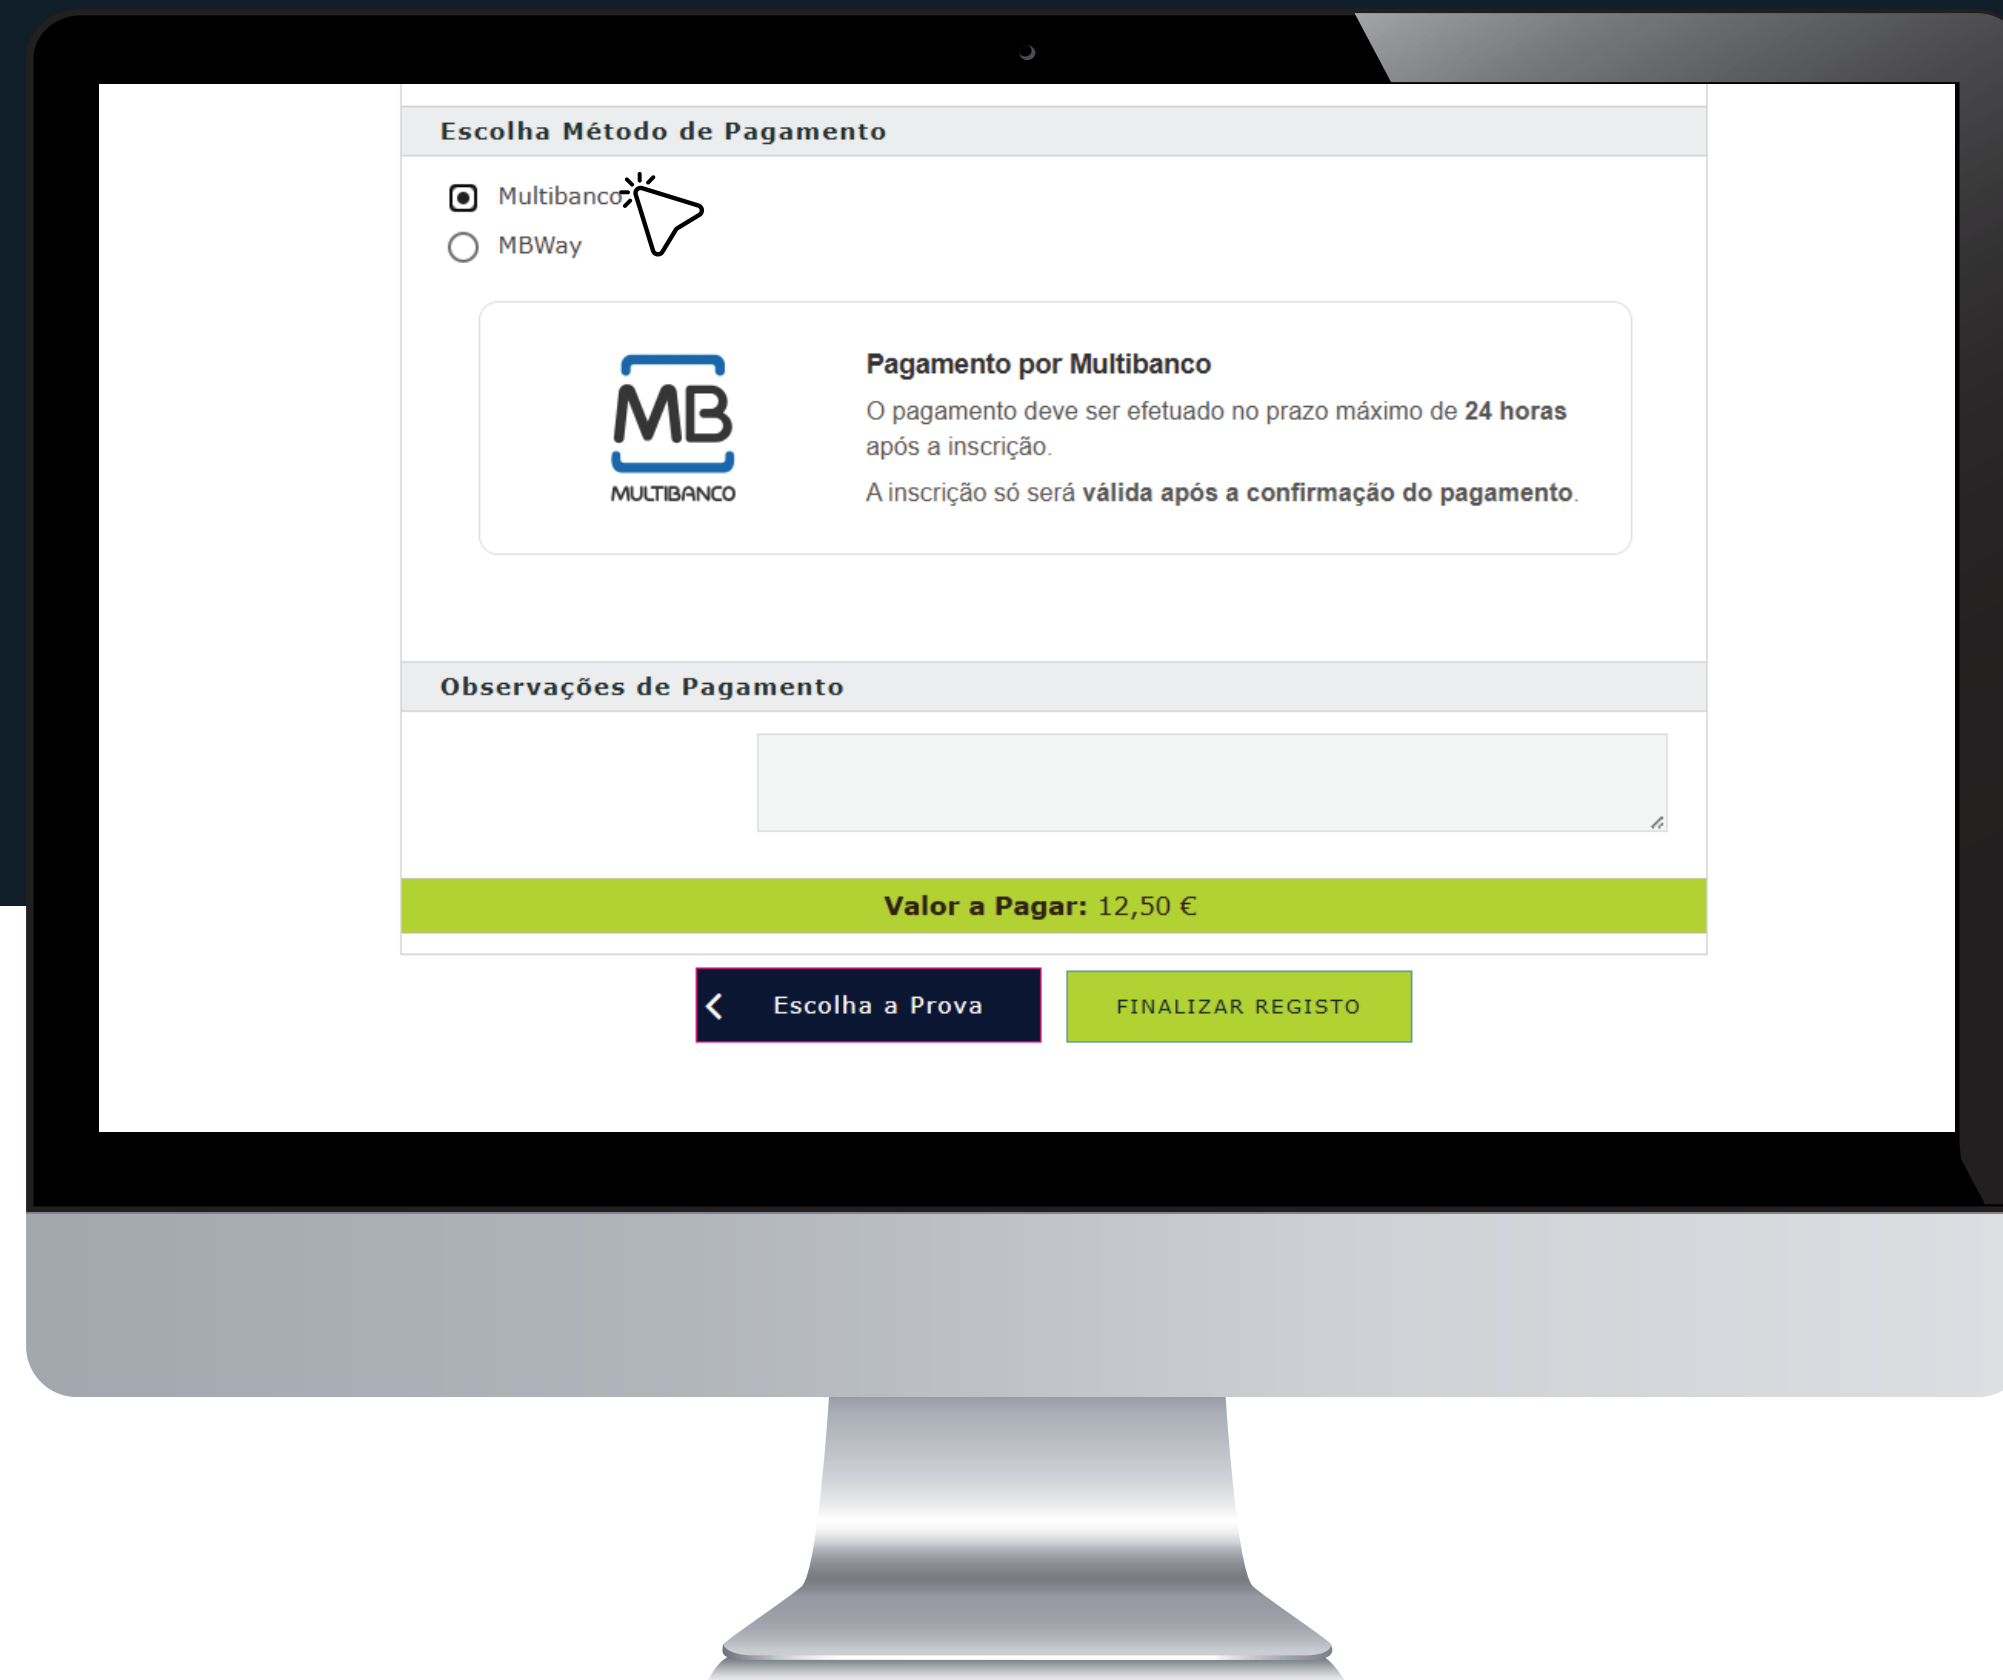 Escolha Método de Pagamento
Multibanco
MBWay
MB
MULTIBANCO
Pagamento por Multibanco
O pagamento deve ser efetuado no prazo máximo de 24 horas
após a inscrição.
A inscrição só será válida após a confirmação do pagamento.
Observações de Pagamento
Valor a Pagar: 12,50 €
Escolha a Prova
FINALIZAR REGISTO